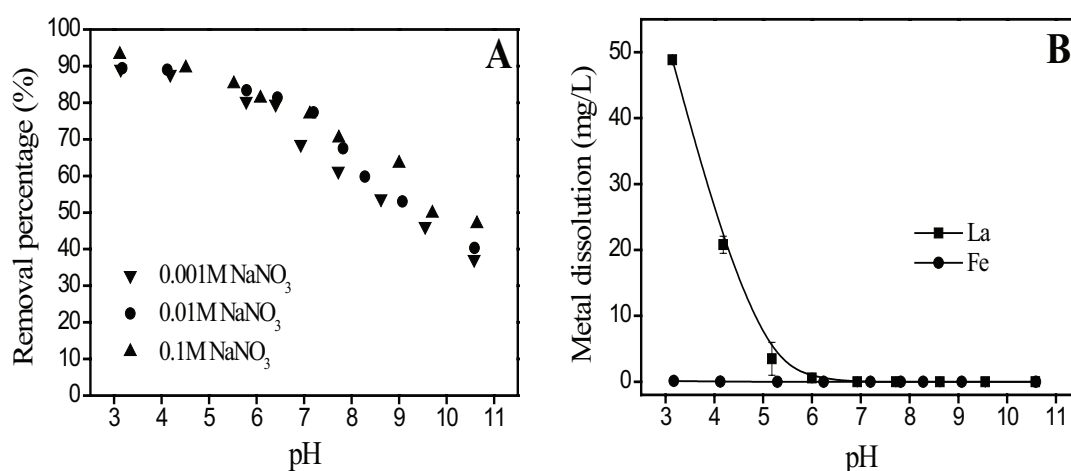 A
Removal percentage (%)
100
90
80
70
60
50
40
30
20
10
0
0.001M NaNO₃
0.01M NaNO₃
0.1M NaNO₃
3 4 5 6 7 8 9 10 11
pH
B
Metal dissolution (mg/L)
50
40
30
20
10
0
La
Fe
3 4 5 6 7 8 9 10 11
pH